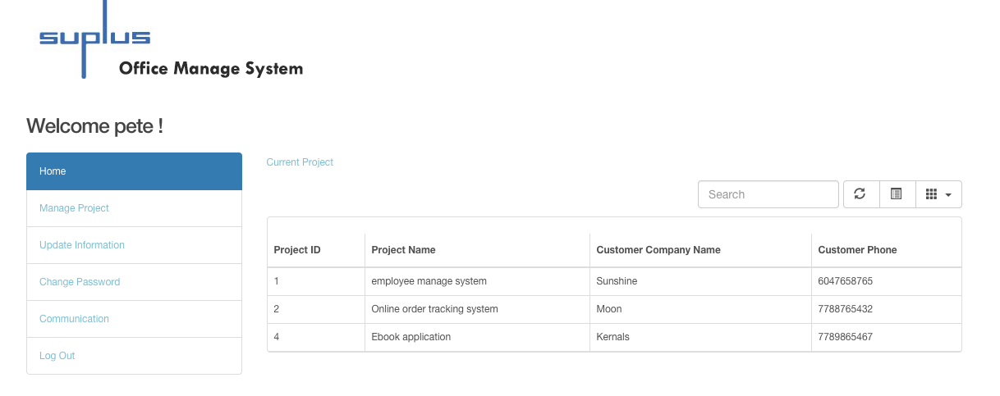 suplus
Office Manage System
Welcome pete !
Home
Manage Project
Update Information
Change Password
Communication
Log Out
Current Project
Search
Project ID Project Name Customer Company Name Customer Phone
1 employee manage system Sunshine 6047658765
2 Online order tracking system Moon 7788765432
4 Ebook application Kernals 7789865467